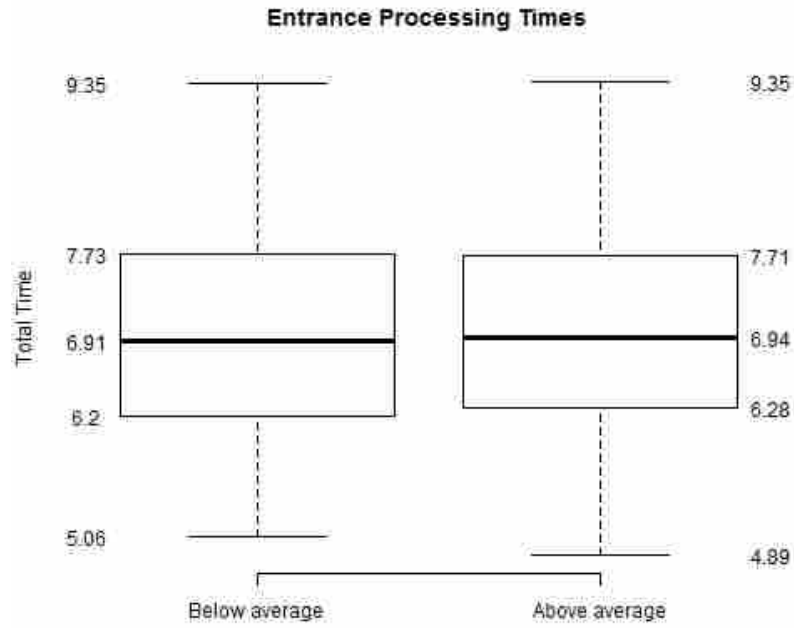 Entrance Processing Times
9.35
9.35
7.73
7.71
Total Time
6.91
6.94
6.2
6.28
5.06
4.89
Below average
Above average